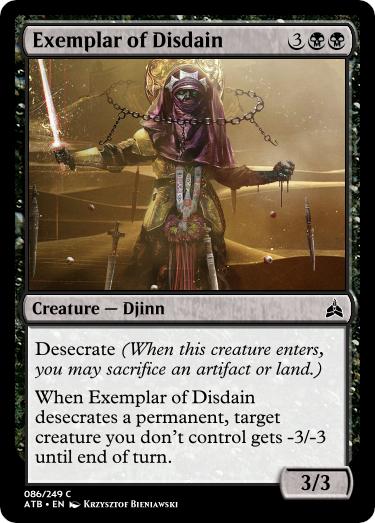 Exemplar of Disdain 3
Creature — Djinn
Desecrate (When this creature enters,
you may sacrifice an artifact or land.)
When Exemplar of Disdain
desecrates a permanent, target
creature you don't control gets -3/-3
until end of turn.
3/3
086/249 C
ATB • EN Krzysztof Bieniawski